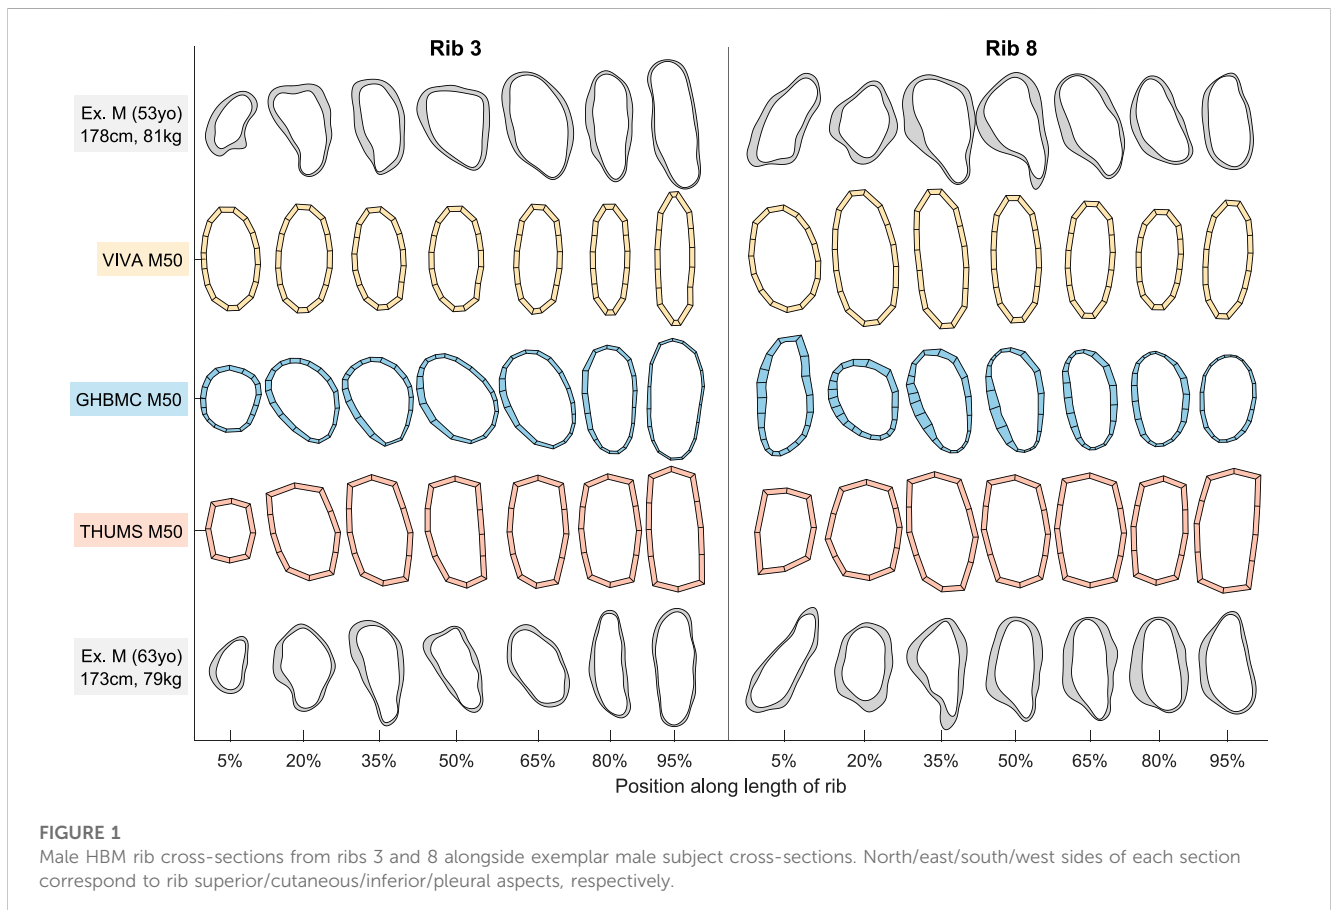 Rib 3
Rib 8
Ex. M (53yo)
178cm, 81kg
VIVA M50
GHBMC M50
THUMS M50
Ex. M (63yo)
173cm, 79kg
5% 20% 35% 50% 65% 80% 95% 5% 20% 35% 50% 65% 80% 95%
Position along length of rib
FIGURE 1
Male HBM rib cross-sections from ribs 3 and 8 alongside exemplar male subject cross-sections. North/east/south/west sides of each section
correspond to rib superior/cutaneous/inferior/pleural aspects, respectively.